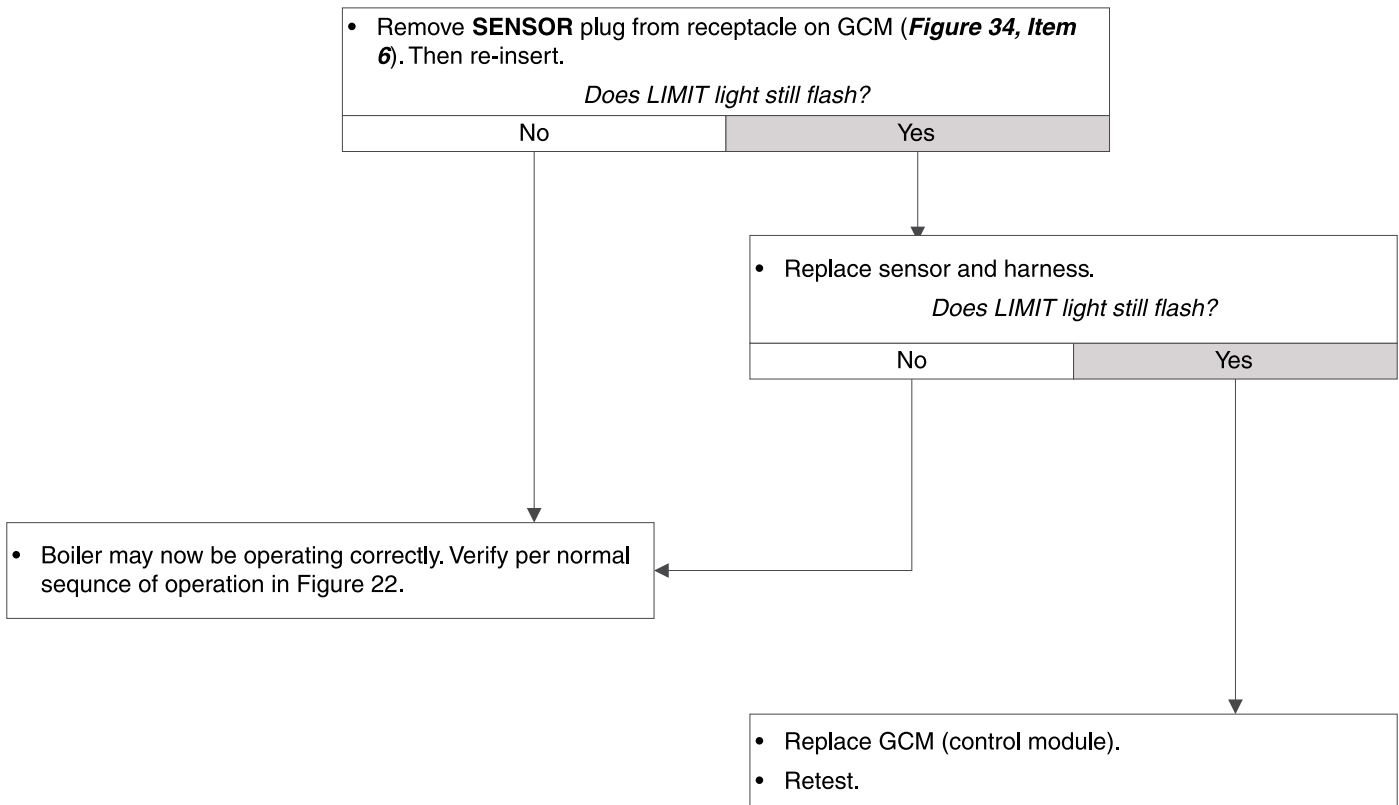 • Remove SENSOR plug from receptacle on GCM (Figure 34, Item
6). Then re-insert.
Does LIMIT light still flash?
No Yes
• Replace sensor and harness.
Does LIMIT light still flash?
No Yes
• Boiler may now be operating correctly. Verify per normal
sequnce of operation in Figure 22.
• Replace GCM (control module).
• Retest.